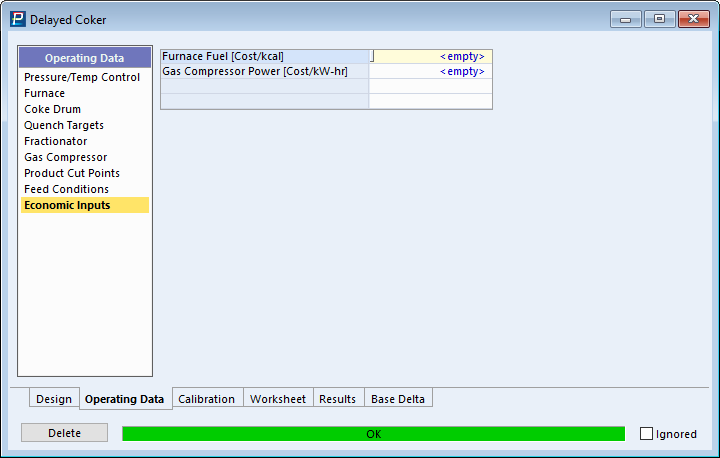 Delayed Coker
Operating Data
Pressure/Temp Control
Furnace
Coke Drum
Quench Targets
Fractionator
Gas Compressor
Product Cut Points
Feed Conditions
Economic Inputs
Furnace Fuel [Cost/kcal] <empty>
Gas Compressor Power [Cost/kW-hr] <empty>
Design Operating Data Calibration Worksheet Results Base Delta
Delete OK Ignored